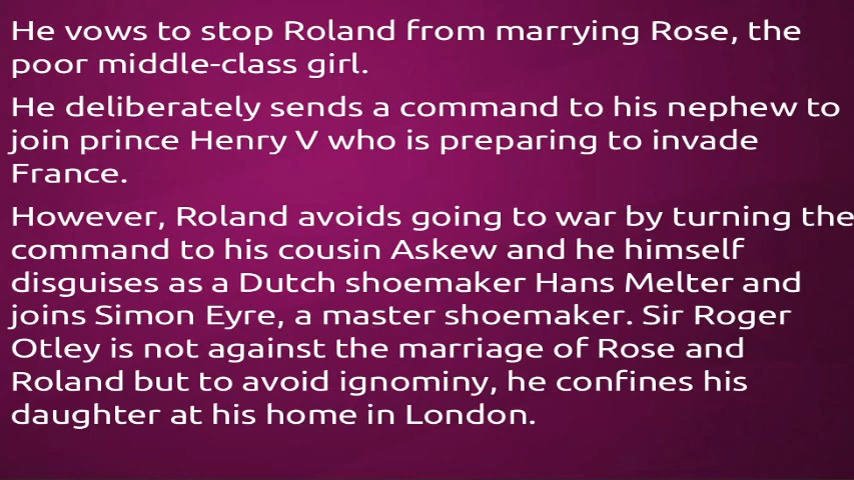 He vows to stop Roland from marrying Rose, the
poor middle-class girl.
He deliberately sends a command to his nephew to
join prince Henry V who is preparing to invade
France.
However, Roland avoids going to war by turning the
command to his cousin Askew and he himself
disguises as a Dutch shoemaker Hans Melter and
joins Simon Eyre, a master shoemaker. Sir Roger
Otley is not against the marriage of Rose and
Roland but to avoid ignominy, he confines his
daughter at his home in London.